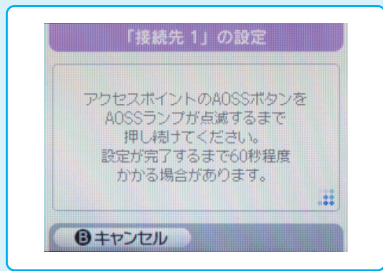 「接続先1」の設定
アクセスポイントのAOSSボタンを
AOSSランプが点滅するまで
押し続けてください。
設定が完了するまで60秒程度
かかる場合があります。
Bキャンセル